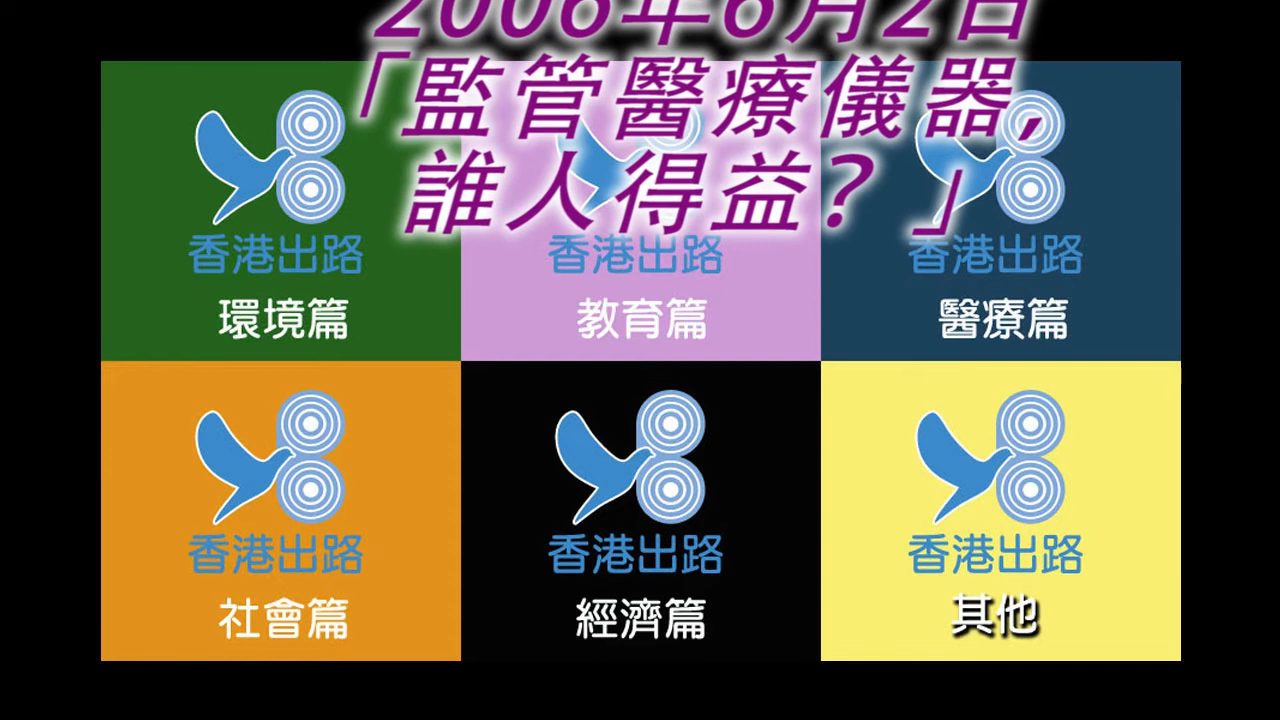 2006年6月2日
「監管醫療儀器,
誰人得益?」
香港出路
香港出路
香港出路
環境篇
教育篇
醫療篇
香港出路
香港出路
香港出路
社會篇
經濟篇
其他